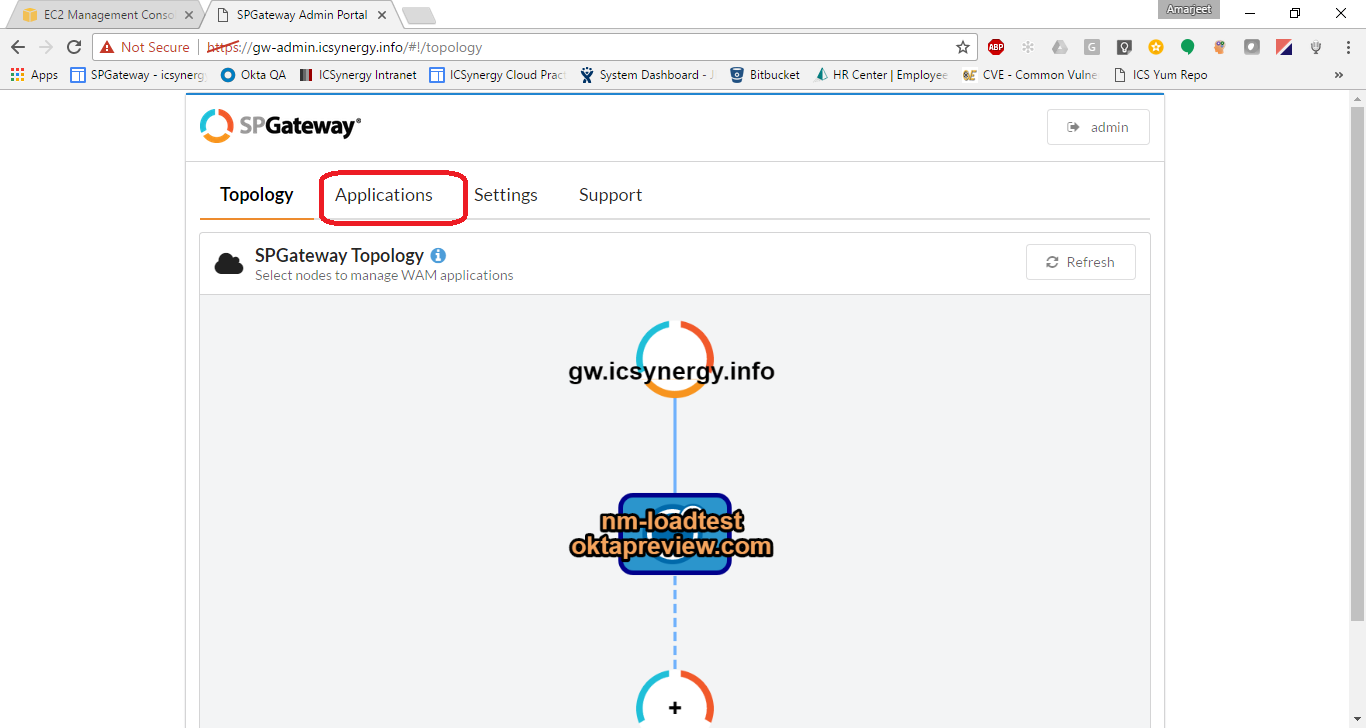 EC2 Management Conso
SPGateway Admin Portal
Amarjeet
Not Secure
https://gw-admin.icsynergy.info/#!/topology
ABP
G
Apps
SPGateway - icsynerg
Okta QA
ICSynergy Intranet
ICSynergy Cloud Prac
System Dashboard - J
Bitbucket
HR Center | Employee
CVE - Common Vulne
ICS Yum Repo
»
SPGateway®
admin
Topology
Applications
Settings
Support
SPGateway Topology
Select nodes to manage WAM applications
Refresh
gw.icsynergy.info
nm-loadtest
oktapreview.com
+